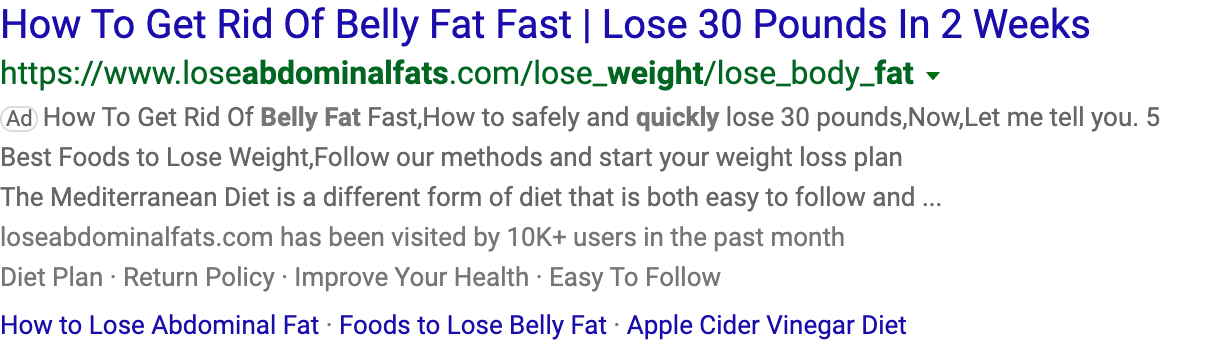 How To Get Rid Of Belly Fat Fast | Lose 30 Pounds In 2 Weeks
https://www.loseabdominalfats.com/lose_weight/lose_body_fat
Ad How To Get Rid Of Belly Fat Fast,How to safely and quickly lose 30 pounds,Now,Let me tell you. 5
Best Foods to Lose Weight,Follow our methods and start your weight loss plan
The Mediterranean Diet is a different form of diet that is both easy to follow and ...
loseabdominalfats.com has been visited by 10K+ users in the past month
Diet Plan · Return Policy · Improve Your Health · Easy To Follow
How to Lose Abdominal Fat · Foods to Lose Belly Fat · Apple Cider Vinegar Diet